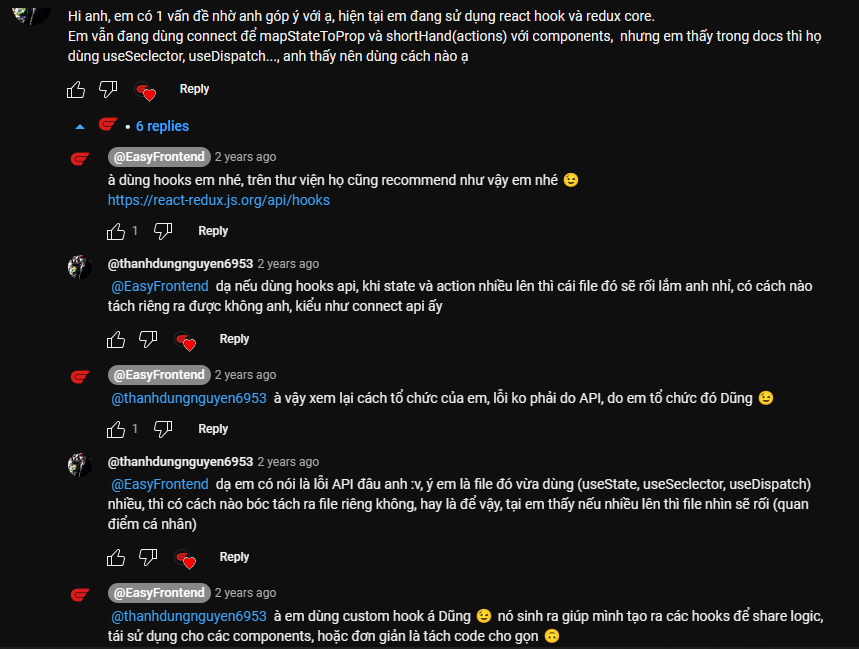 Hi anh, em có 1 vấn đề nhờ anh góp ý với ạ, hiện tại em đang sử dụng react hook và redux core.
Em vẫn đang dùng connect để mapStateToProp và shortHand(actions) với components, nhưng em thấy trong docs thì họ
dùng useSeclector, useDispatch..., anh thấy nên dùng cách nào ạ
Reply
• 6 replies
@EasyFrontend 2 years ago
à dùng hooks em nhé, trên thư viện họ cũng recommend như vậy em nhé 😉
https://react-redux.js.org/api/hooks
1 Reply
@thanhdungnguyen6953 2 years ago
@EasyFrontend dạ nếu dùng hooks api, khi state và action nhiều lên thì cái file đó sẽ rối lắm anh nhỉ, có cách nào
tách riêng ra được không anh, kiểu như connect api ấy
Reply
@EasyFrontend 2 years ago
@thanhdungnguyen6953 à vậy xem lại cách tổ chức của em, lỗi ko phải do API, do em tổ chức đó Dũng 😉
1 Reply
@thanhdungnguyen6953 2 years ago
@EasyFrontend dạ em có nói là lỗi API đâu anh :v, ý em là file đó vừa dùng (useState, useSeclector, useDispatch)
nhiều, thì có cách nào bóc tách ra file riêng không, hay là để vậy, tại em thấy nếu nhiều lên thì file nhìn sẽ rối (quan
điểm cá nhân)
Reply
@EasyFrontend 2 years ago
@thanhdungnguyen6953 à em dùng custom hook á Dũng 😉 nó sinh ra giúp mình tạo ra các hooks để share logic,
tái sử dụng cho các components, hoặc đơn giản là tách code cho gọn 🙃